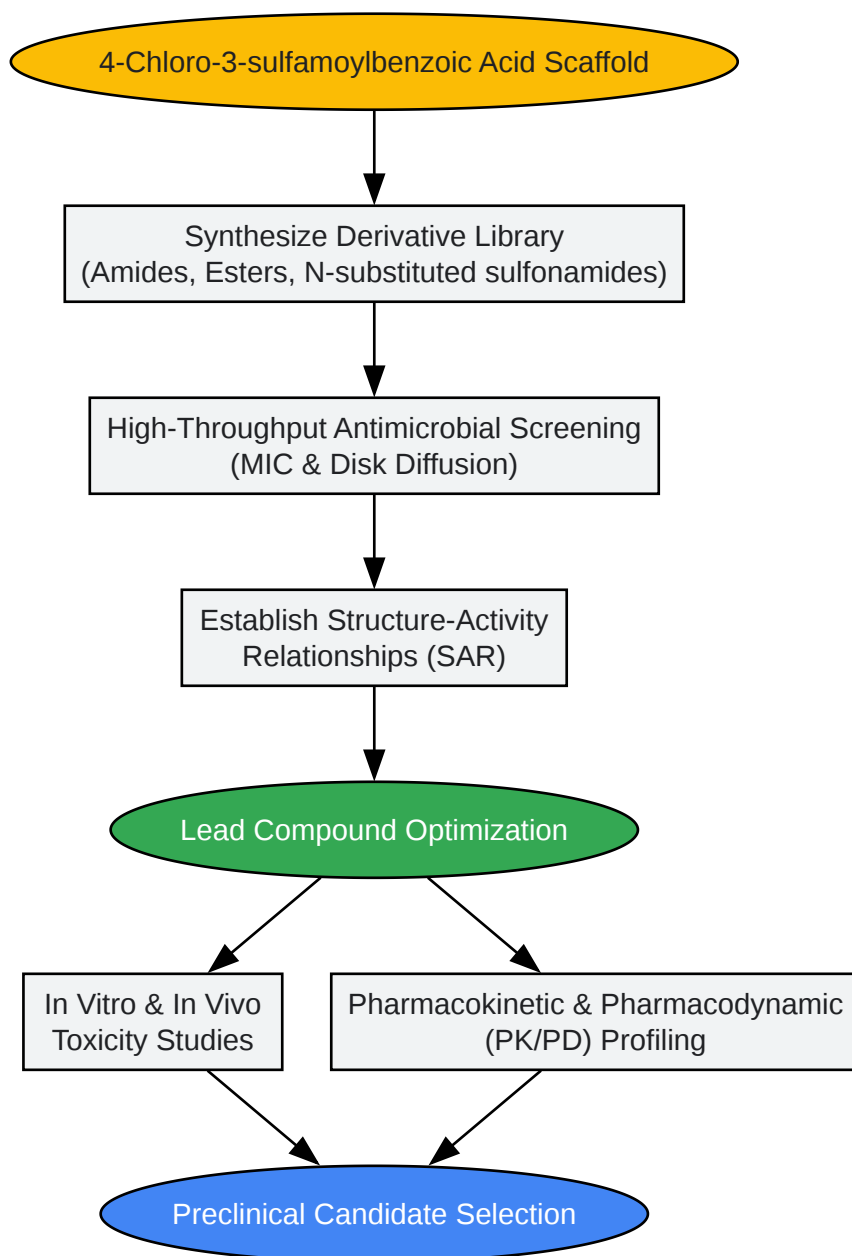 4-Chloro-3-sulfamoylbenzoic Acid Scaffold
Synthesize Derivative Library
(Amides, Esters, N-substituted sulfonamides)
High-Throughput Antimicrobial Screening
(MIC & Disk Diffusion)
Establish Structure-Activity
Relationships (SAR)
Lead Compound Optimization
In Vitro & In Vivo
Toxicity Studies
Pharmacokinetic & Pharmacodynamic
(PK/PD) Profiling
Preclinical Candidate Selection